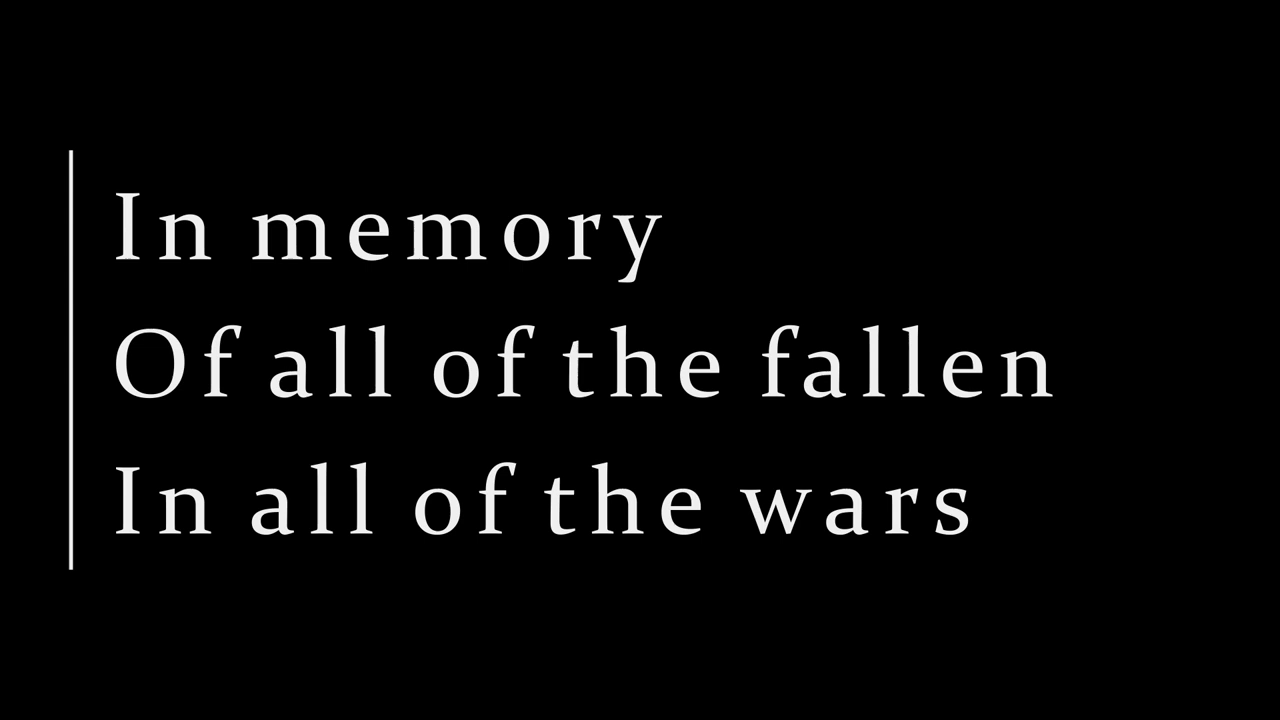 In memory
Of all of the fallen
In all of the wars